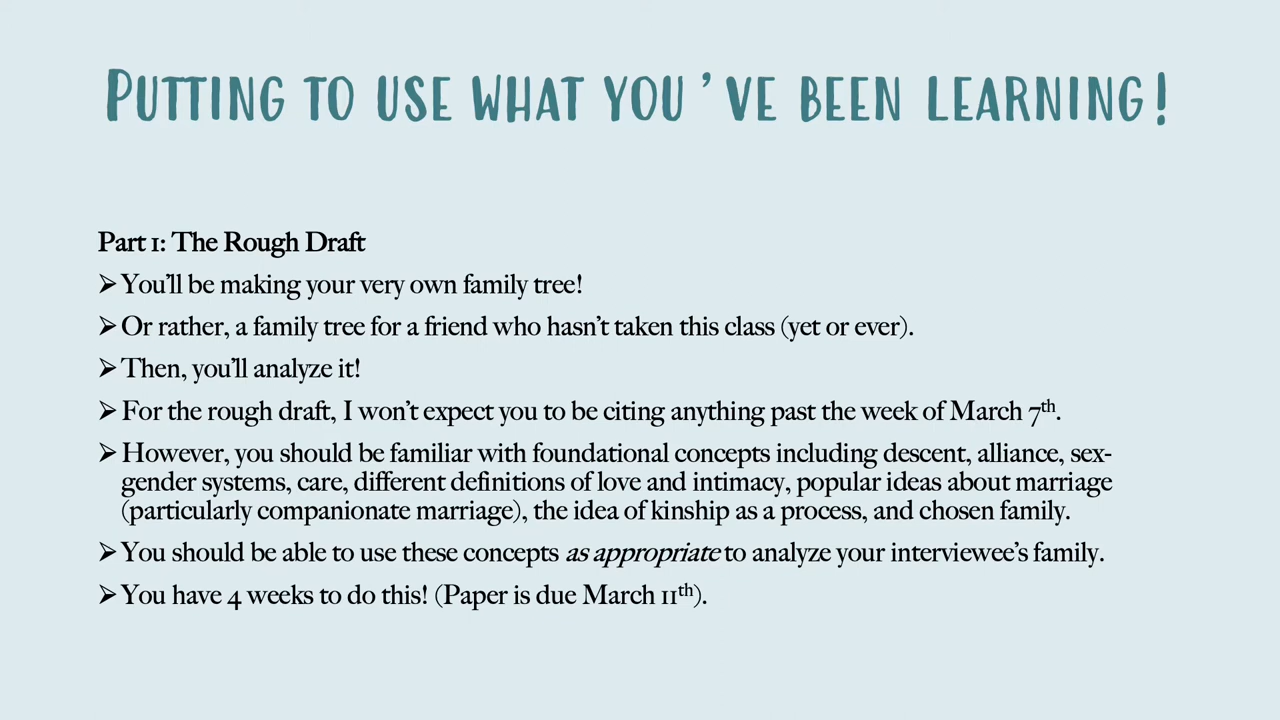 PUTTING TO USE WHAT YOU'VE BEEN LEARNING!
Part 1: The Rough Draft
➢You'll be making your very own family tree!
➢Or rather, a family tree for a friend who hasn't taken this class (yet or ever).
➢Then, you'll analyze it!
➢For the rough draft, I won't expect you to be citing anything past the week of March 7th.
➢However, you should be familiar with foundational concepts including descent, alliance, sex-
gender systems, care, different definitions of love and intimacy, popular ideas about marriage
(particularly companionate marriage), the idea of kinship as a process, and chosen family.
➢You should be able to use these concepts as appropriate to analyze your interviewee's family.
➢You have 4 weeks to do this! (Paper is due March 11th).